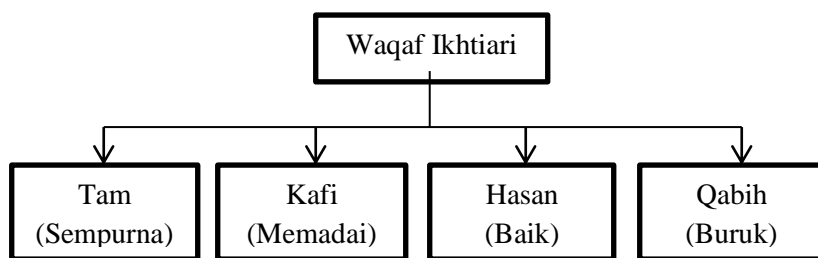 Waqaf Ikhtiari
Tam
(Sempurna)
Kafi
(Memadai)
Hasan
(Baik)
Qabih
(Buruk)